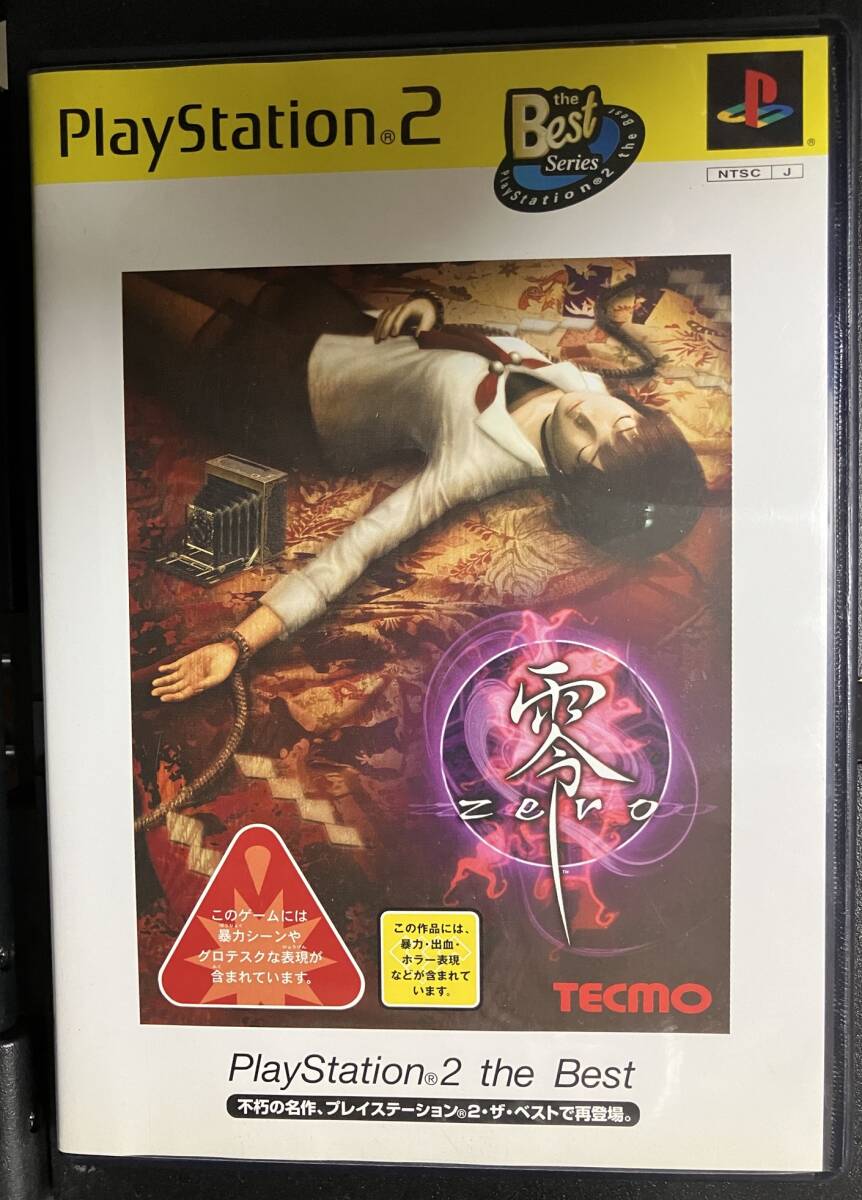 PlayStation®2
the
Best
Series
PlayStation®2 the Best
NTSC J
零
zero
™
このゲームには
暴力シーンや
グロテスクな表現が
含まれています。
この作品には、
暴力・出血・
ホラー表現
などが含まれて
います。
TECMO
PlayStation®2 the Best
不朽の名作、プレイステーション®2・ザ・ベストで再登場。